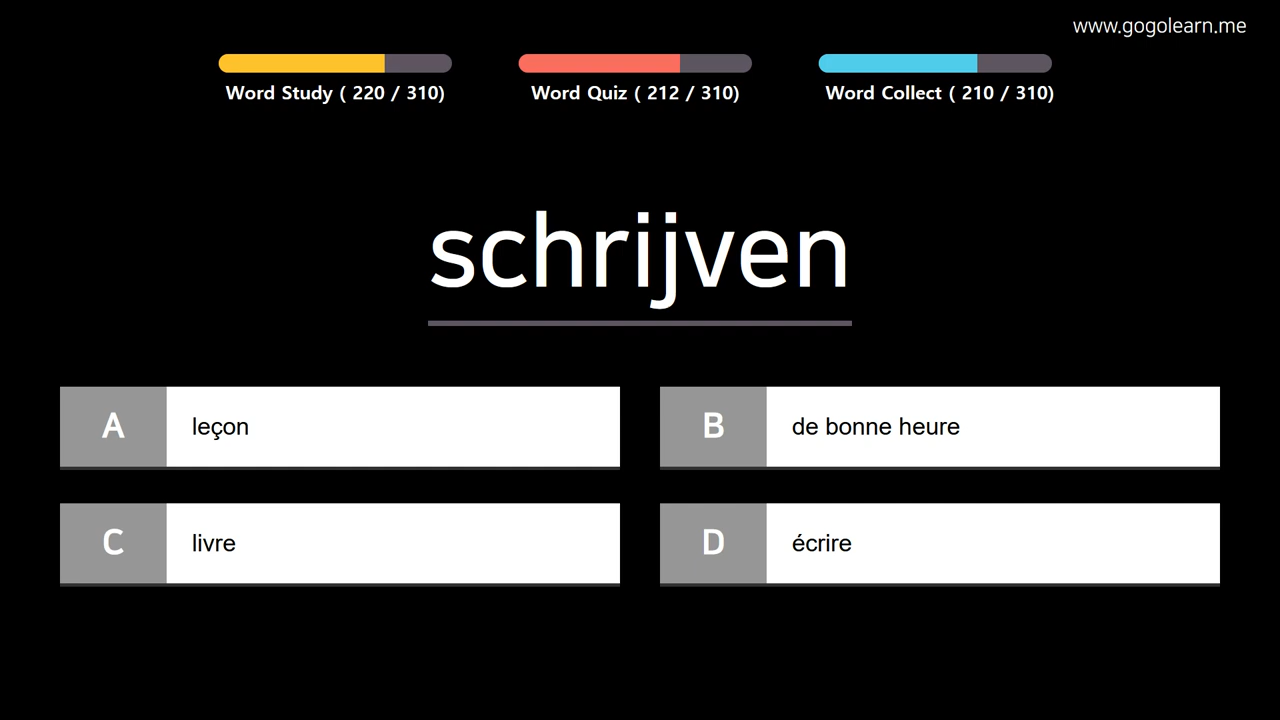 www.gogolearn.me
Word Study ( 220 / 310)
Word Quiz ( 212 / 310)
Word Collect ( 210 / 310)
schrijven
A
leçon
B
de bonne heure
C
livre
D
écrire